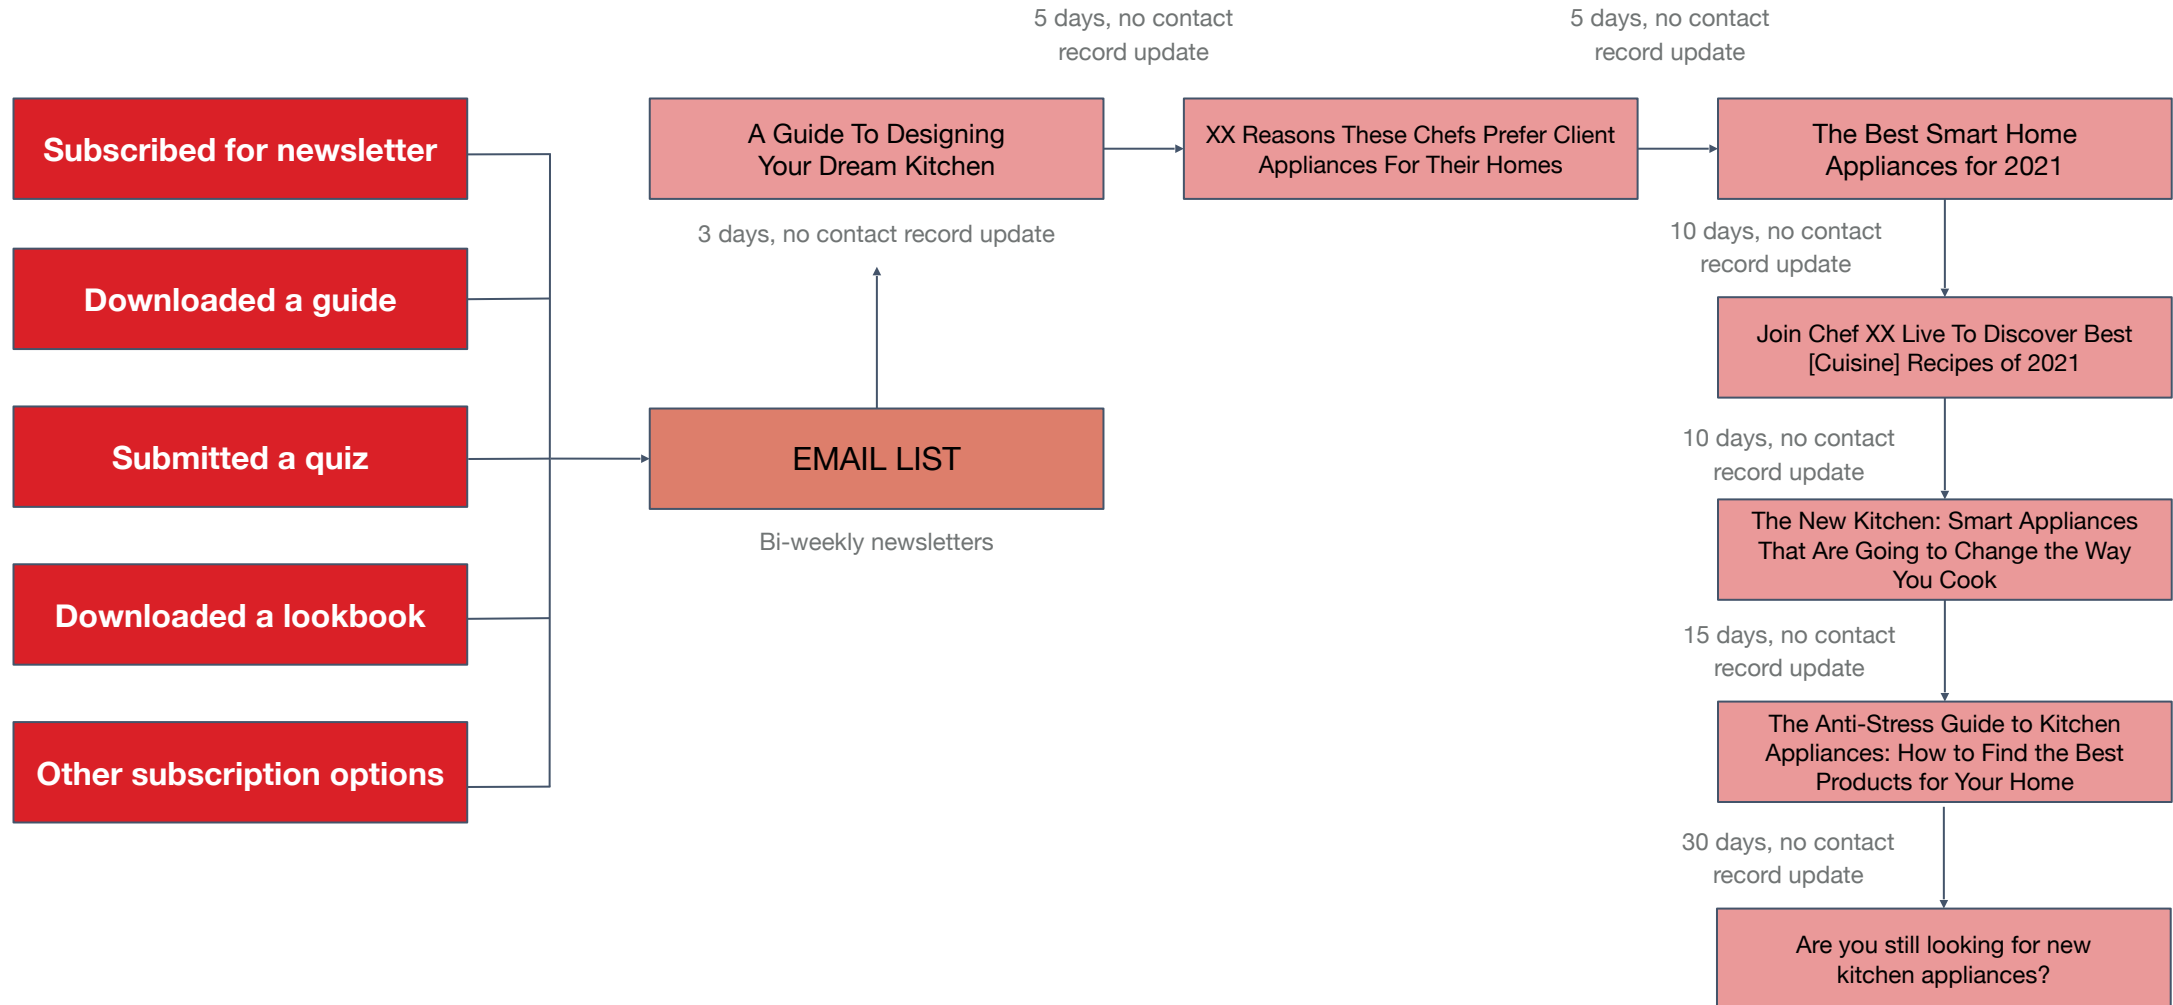 5 days, no contact
record update
5 days, no contact
record update
Subscribed for newsletter
Downloaded a guide
Submitted a quiz
Downloaded a lookbook
Other subscription options
A Guide To Designing
Your Dream Kitchen
3 days, no contact record update
EMAIL LIST
Bi-weekly newsletters
XX Reasons These Chefs Prefer Client
Appliances For Their Homes
The Best Smart Home
Appliances for 2021
10 days, no contact
record update
Join Chef XX Live To Discover Best
[Cuisine] Recipes of 2021
10 days, no contact
record update
The New Kitchen: Smart Appliances
That Are Going to Change the Way
You Cook
15 days, no contact
record update
The Anti-Stress Guide to Kitchen
Appliances: How to Find the Best
Products for Your Home
30 days, no contact
record update
Are you still looking for new
kitchen appliances?